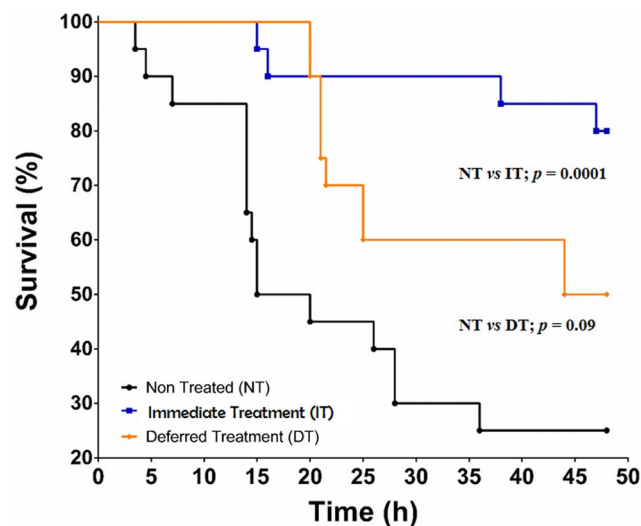 100
90
80
70
60
50
40
30
20
Survival (%)
NT vs IT; p = 0.0001
NT vs DT; p = 0.09
Non Treated (NT)
Immediate Treatment (IT)
Deferred Treatment (DT)
0 5 10 15 20 25 30 35 40 45 50
Time (h)